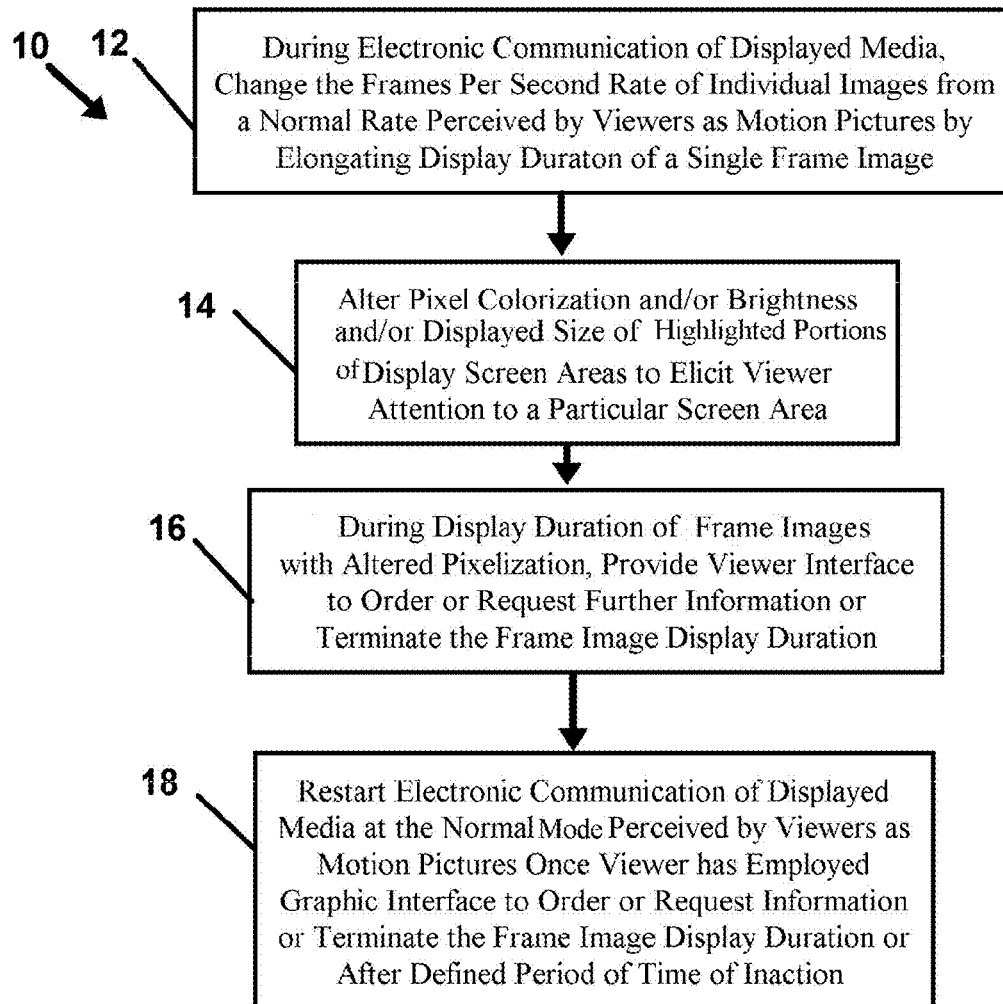 10
12
During Electronic Communication of Displayed Media,
Change the Frames Per Second Rate of Individual Images from
a Normal Rate Perceived by Viewers as Motion Pictures by
Elongating Display Duraton of a Single Frame Image
14
Alter Pixel Colorization and/or Brightness
and/or Displayed Size of Highlighted Portions
of Display Screen Areas to Elicit Viewer
Attention to a Particular Screen Area
16
During Display Duration of Frame Images
with Altered Pixelization, Provide Viewer Interface
to Order or Request Further Information or
Terminate the Frame Image Display Duration
18
Restart Electronic Communication of Displayed
Media at the Normal Mode Perceived by Viewers as
Motion Pictures Once Viewer has Employed
Graphic Interface to Order or Request Information
or Terminate the Frame Image Display Duration or
After Defined Period of Time of Inaction